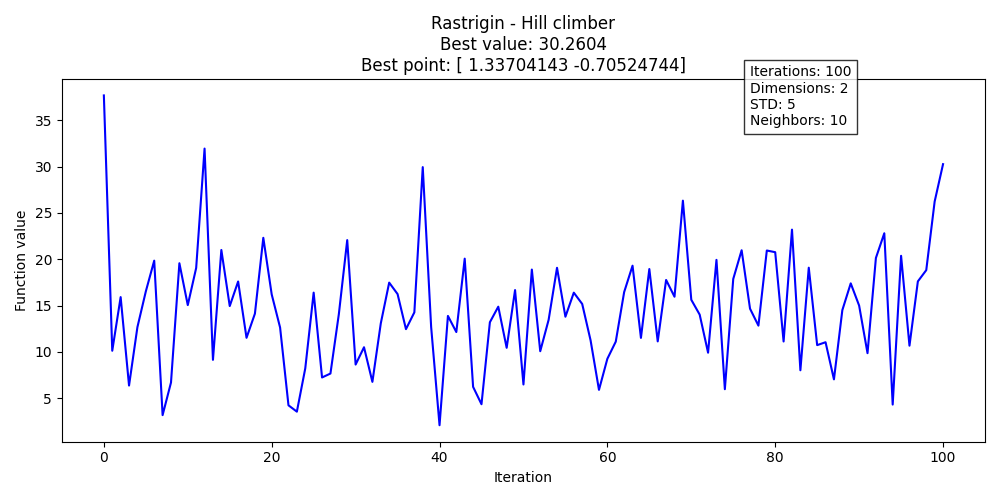 Rastrigin - Hill climber
Best value: 30.2604
Best point: [ 1.33704143 -0.70524744]
Iterations: 100
Dimensions: 2
STD: 5
Neighbors: 10
Function value
35
30
25
20
15
10
5
0 20 40 60 80 100
Iteration